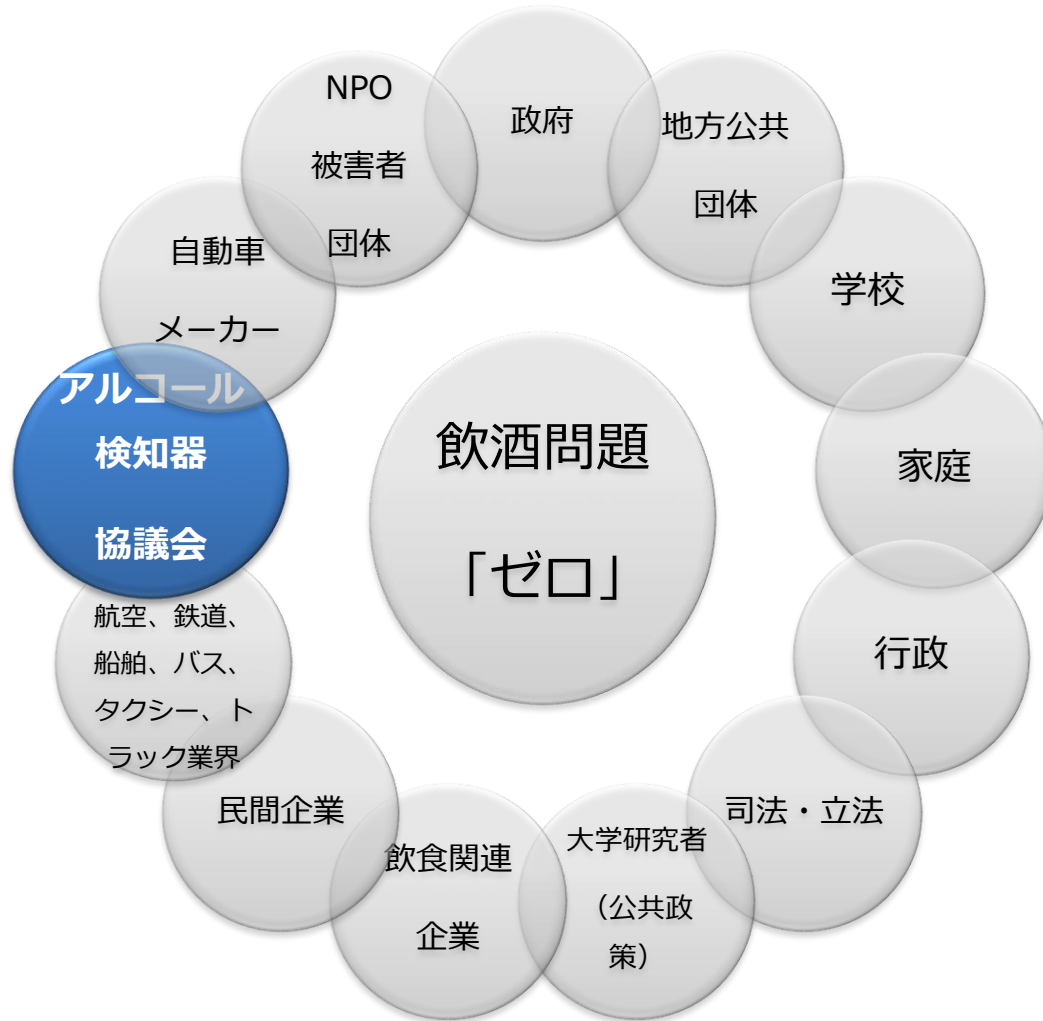 政府
地方公共
団体
学校
家庭
行政
司法・立法
大学研究者
（公共政
策）
飲食関連
企業
民間企業
航空、鉄道、
船舶、バス、
タクシー、ト
ラック業界
アルコール
検知器
協議会
自動車
メーカー
NPO
被害者
団体
飲酒問題
「ゼロ」